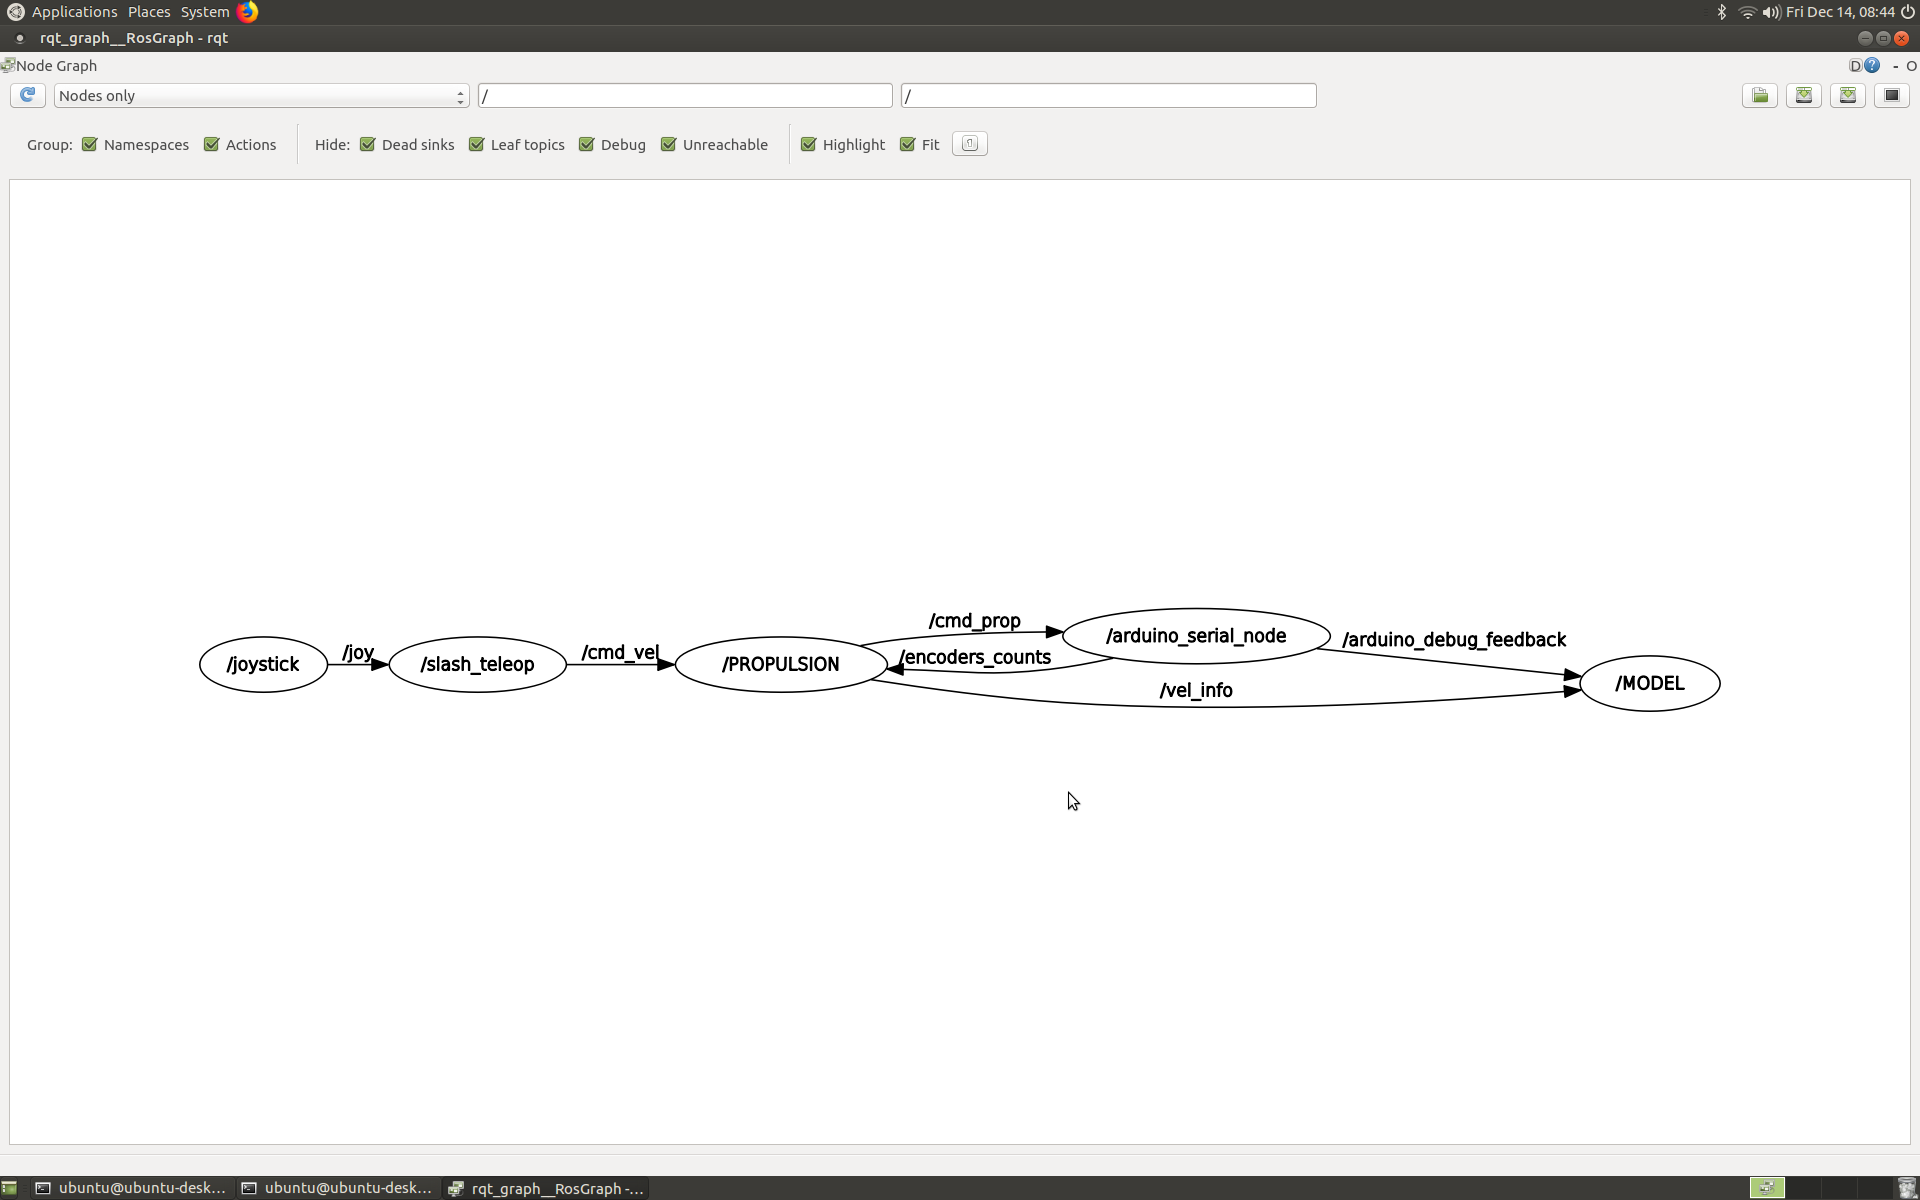 Applications Places System Fri Dec 14, 08:44
rqt_graph__RosGraph - rqt
Node Graph D ? - O
Nodes only / /
Group: Namespaces Actions Hide: Dead sinks Leaf topics Debug Unreachable Highlight Fit
/joystick
/joy
/slash_teleop
/cmd_vel
/PROPULSION
/cmd_prop
/encoders_counts
/arduino_serial_node
/arduino_debug_feedback
/vel_info
/MODEL
ubuntu@ubuntu-desk... ubuntu@ubuntu-desk... rqt_graph__RosGraph -...